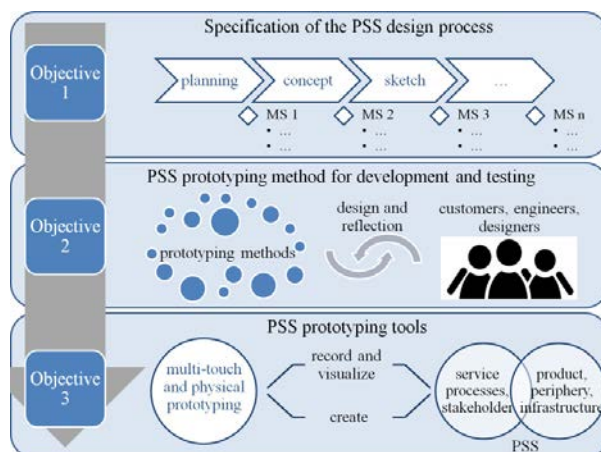 Specification of the PSS design process
Objective
1
planning
concept
sketch
...
MS 1
MS 2
MS 3
MS n
• ...
• ...
• ...
• ...
• ...
• ...
• ...
• ...
PSS prototyping method for development and testing
Objective
2
prototyping methods
design and
reflection
customers, engineers,
designers
PSS prototyping tools
Objective
3
multi-touch
and physical
prototyping
record and
visualize
create
service
processes,
stakeholder
product,
periphery,
infrastructure
PSS